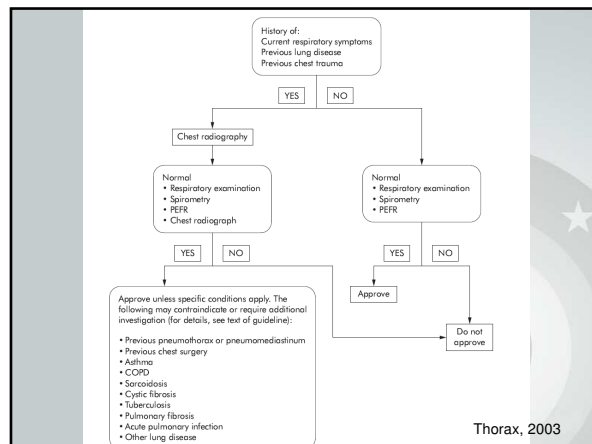 History of:
Current respiratory symptoms
Previous lung disease
Previous chest trauma
YES
NO
Chest radiography
Normal
• Respiratory examination
• Spirometry
• PEFR
• Chest radiograph
Normal
• Respiratory examination
• Spirometry
• PEFR
YES
NO
YES
NO
Approve
Do not
approve
Approve unless specific conditions apply. The
following may contraindicate or require additional
investigation (for details, see text of guideline):
• Previous pneumothorax or pneumomediastinum
• Previous chest surgery
• Asthma
• COPD
• Sarcoidosis
• Cystic fibrosis
• Tuberculosis
• Pulmonary fibrosis
• Acute pulmonary infection
• Other lung disease
Thorax, 2003